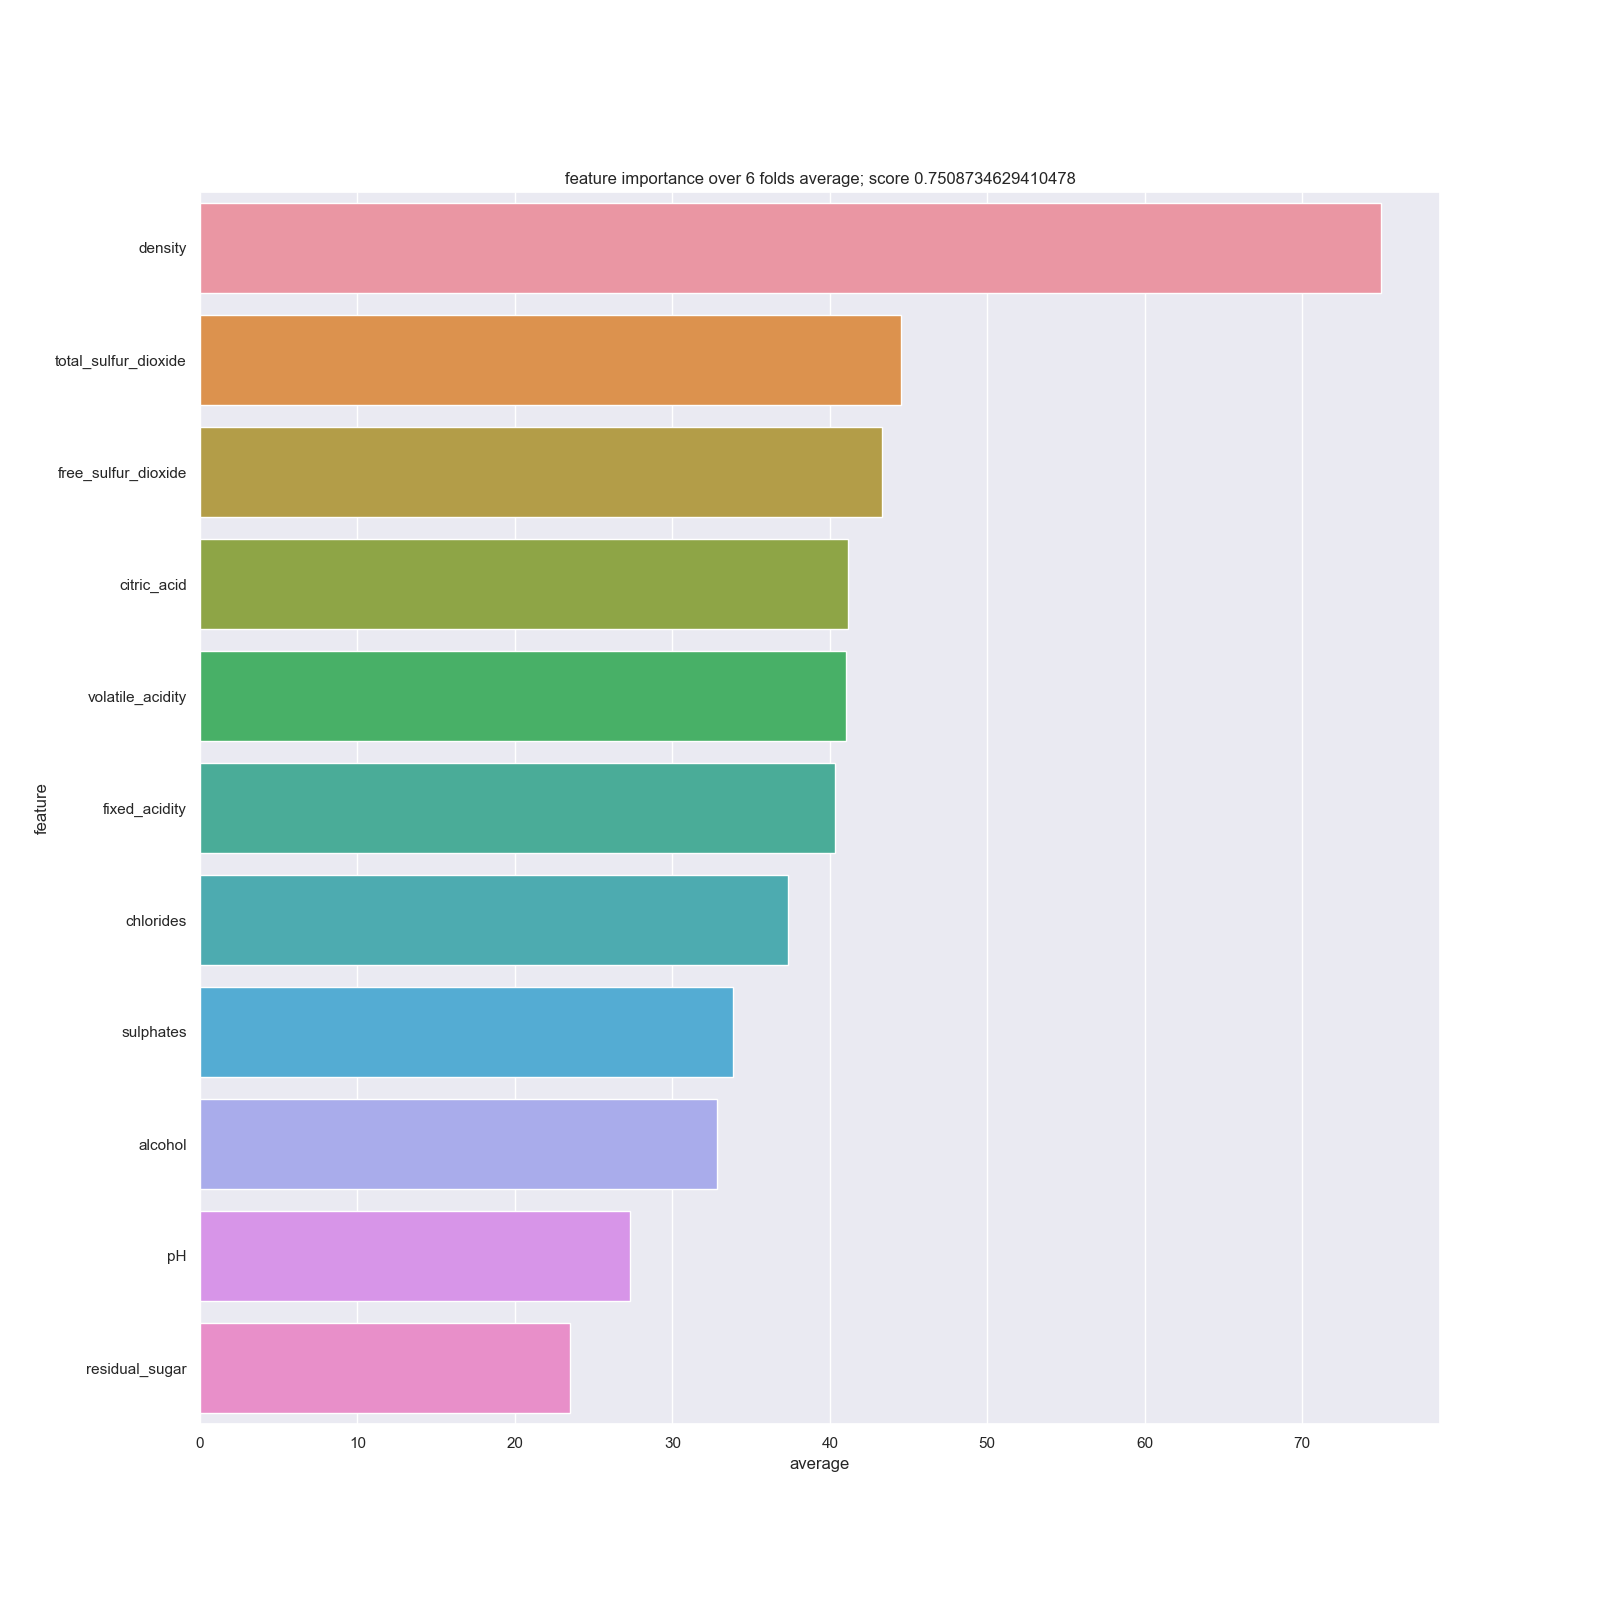 feature importance over 6 folds average; score 0.7508734629410478
density
total_sulfur_dioxide
free_sulfur_dioxide
citric_acid
volatile_acidity
fixed_acidity
chlorides
sulphates
alcohol
pH
residual_sugar
feature
0 10 20 30 40 50 60 70
average